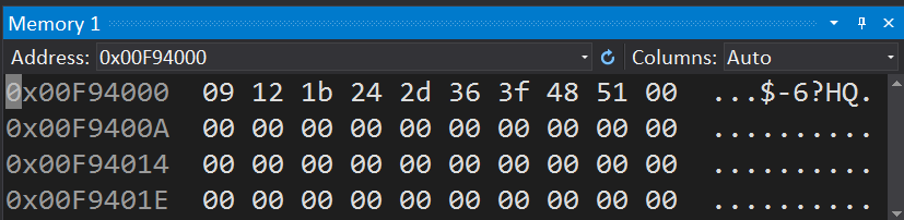 Memory 1
Address: 0x00F94000 Columns: Auto
0x00F94000 09 12 1b 24 2d 36 3f 48 51 00 ...$-6?HQ.
0x00F9400A 00 00 00 00 00 00 00 00 00 00 ..........
0x00F94014 00 00 00 00 00 00 00 00 00 00 ..........
0x00F9401E 00 00 00 00 00 00 00 00 00 00 ..........